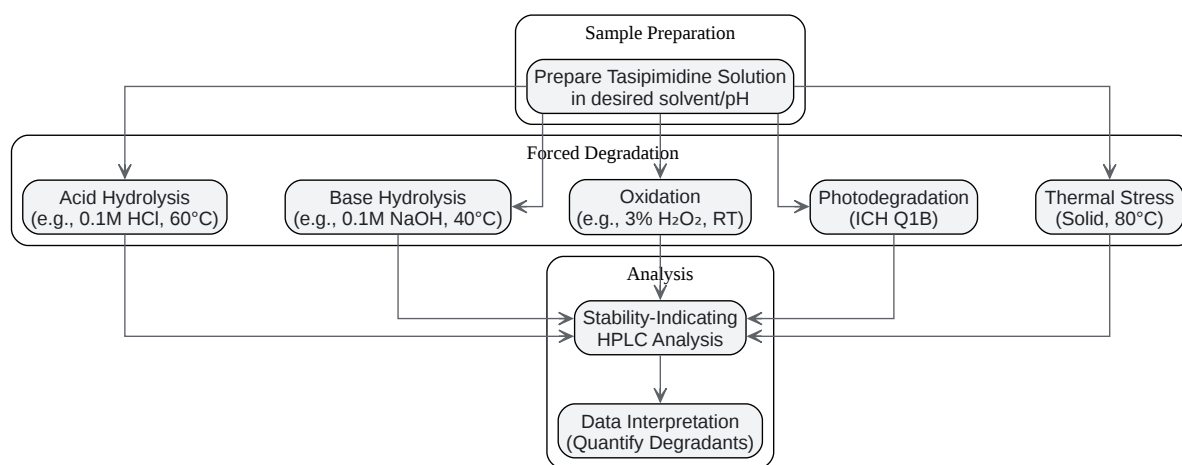 Sample Preparation
Prepare Tasipimidine Solution
in desired solvent/pH
Forced Degradation
Acid Hydrolysis
(e.g., 0.1M HCl, 60°C)
Base Hydrolysis
(e.g., 0.1M NaOH, 40°C)
Oxidation
(e.g., 3% H₂O₂, RT)
Photodegradation
(ICH Q1B)
Thermal Stress
(Solid, 80°C)
Analysis
Stability-Indicating
HPLC Analysis
Data Interpretation
(Quantify Degradants)